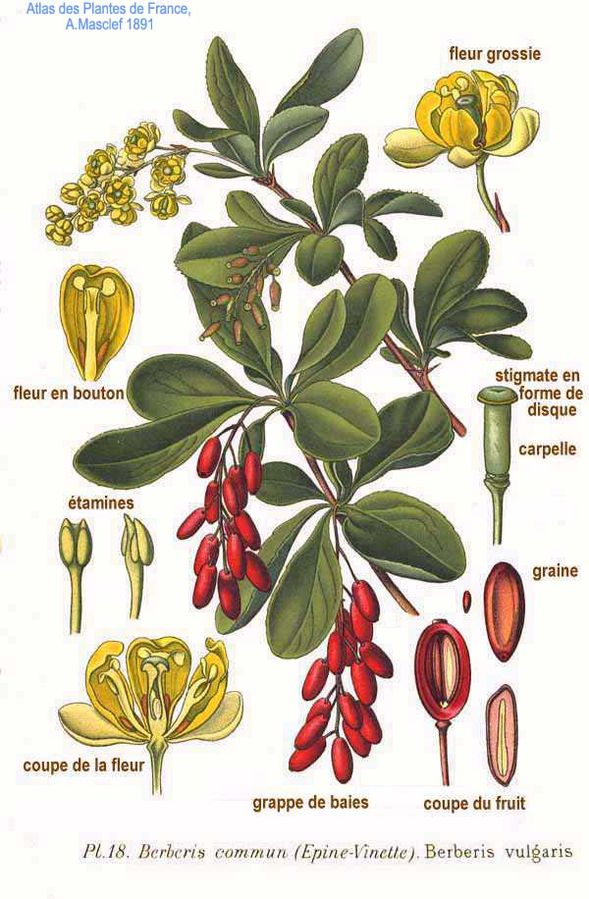 Atlas des Plantes de France,
A.Masclef 1891
fleur grossie
fleur en bouton
stigmate en
forme de
disque
carpelle
étamines
graine
coupe de la fleur
grappe de baies
coupe du fruit
Pl.18. Berberis commun (Epine-Vinette). Berberis vulgaris